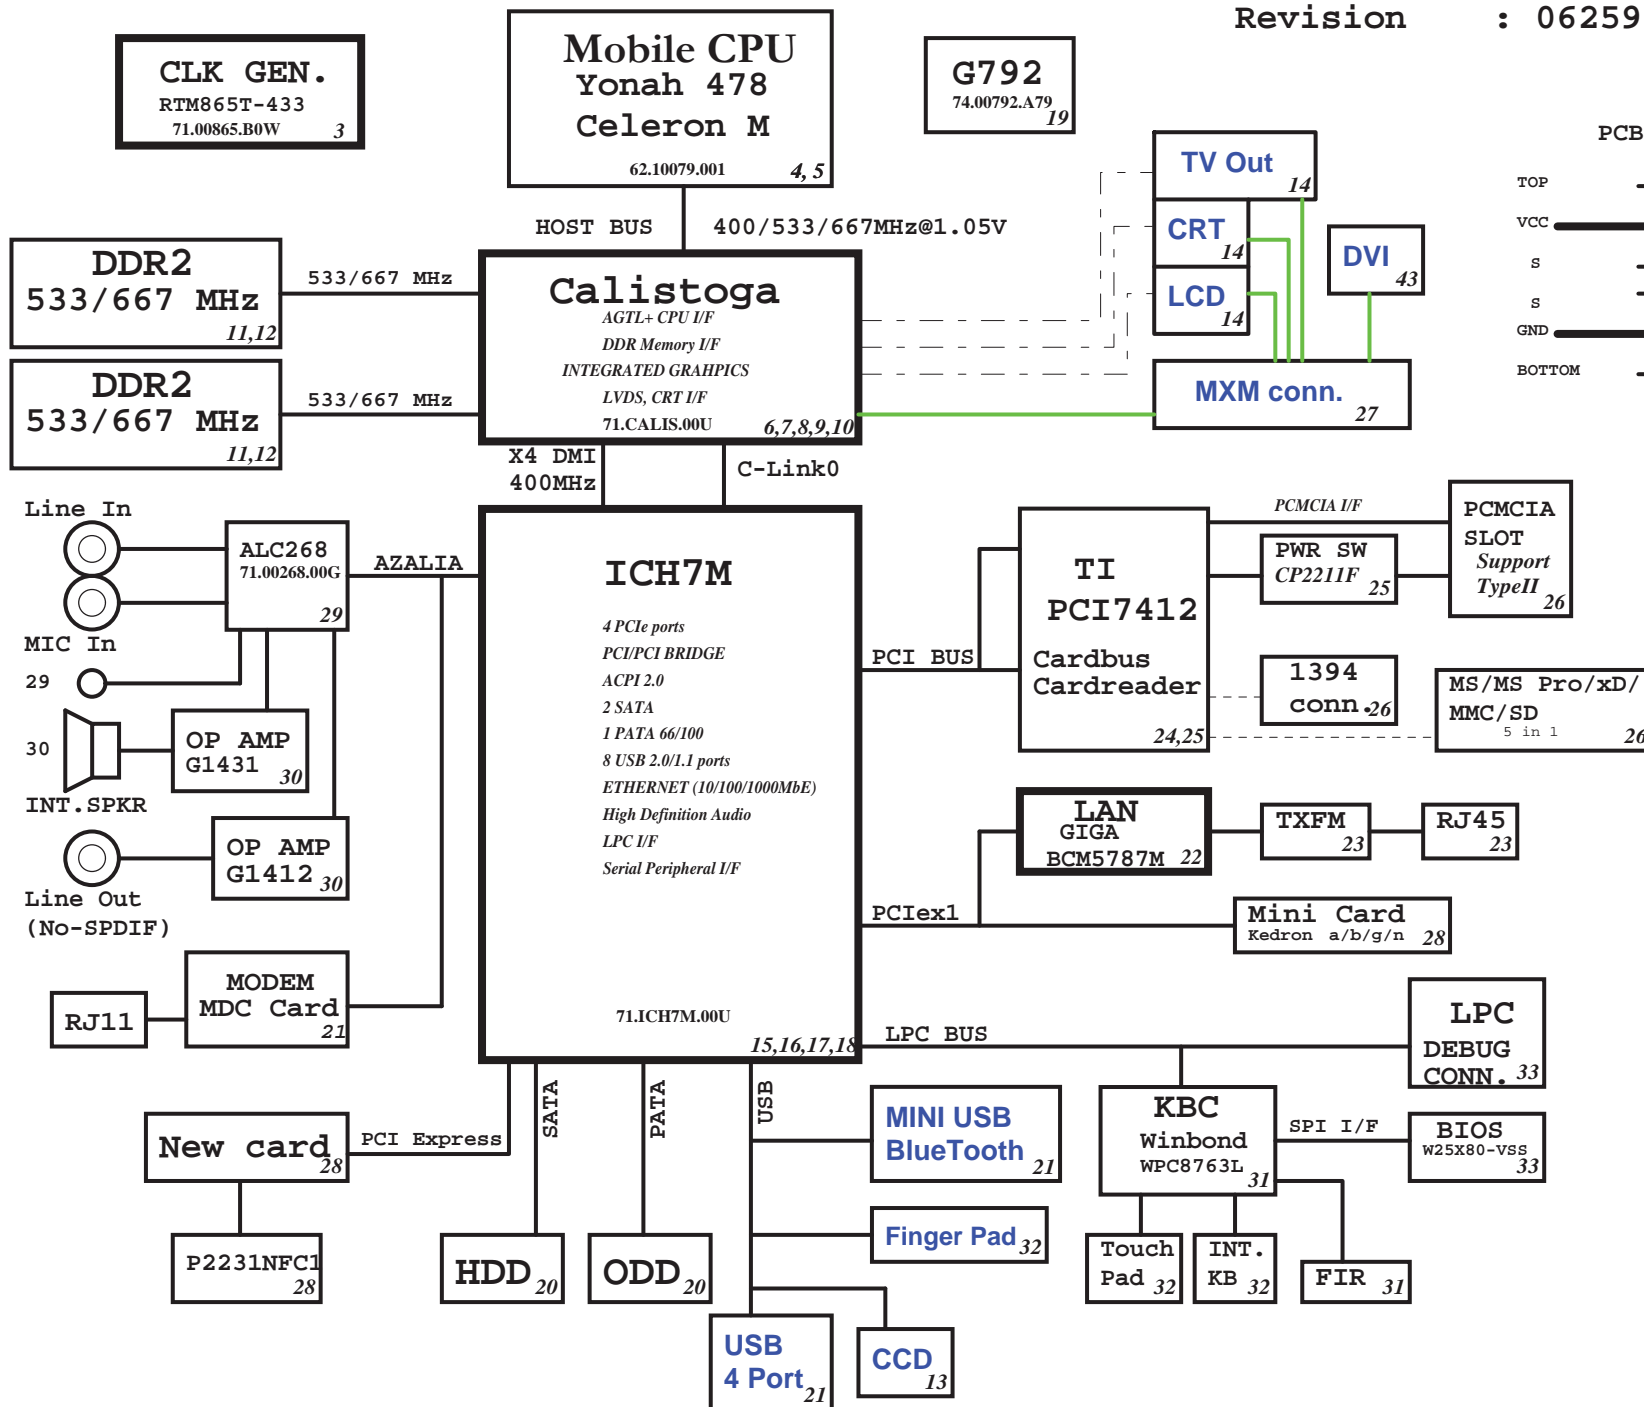 Revision : 06259
CLK GEN.
RTM865T-433
71.00865.B0W
3
Mobile CPU
Yonah 478
Celeron M
62.10079.001
4, 5
G792
74.00792.A79
19
PCB
TOP
VCC
S
S
GND
BOTTOM
TV Out
14
CRT
14
LCD
14
DVI
43
MXM conn.
27
HOST BUS
400/533/667MHz@1.05V
DDR2
533/667 MHz
11,12
533/667 MHz
DDR2
533/667 MHz
11,12
533/667 MHz
Calistoga
AGTL+ CPU I/F
DDR Memory I/F
INTEGRATED GRAHPICS
LVDS, CRT I/F
71.CALIS.00U
6,7,8,9,10
X4 DMI
400MHz
C-Link0
Line In
MIC In
29
30
INT.SPKR
Line Out
(No-SPDIF)
ALC268
71.00268.00G
29
AZALIA
OP AMP
G1431
30
OP AMP
G1412
30
MODEM
MDC Card
21
RJ11
ICH7M
4 PCIe ports
PCI/PCI BRIDGE
ACPI 2.0
2 SATA
1 PATA 66/100
8 USB 2.0/1.1 ports
ETHERNET (10/100/1000MbE)
High Definition Audio
LPC I/F
Serial Peripheral I/F
71.ICH7M.00U
15,16,17,18
PCI BUS
TI
PCI7412
Cardbus
Cardreader
24,25
PCMCIA I/F
PWR SW
CP2211F
25
PCMCIA
SLOT
Support
TypeII
26
1394
conn.
26
MS/MS Pro/xD/
MMC/SD
5 in 1
26
LAN
GIGA
BCM5787M
22
TXFM
23
RJ45
23
PCIex1
Mini Card
Kedron a/b/g/n
28
LPC BUS
LPC
DEBUG
CONN.
33
KBC
Winbond
WPC8763L
31
SPI I/F
BIOS
W25X80-VSS
33
Touch
Pad
32
INT.
KB
32
FIR
31
New card
28
PCI Express
P2231NFC1
28
SATA
HDD
20
PATA
ODD
20
USB
MINI USB
BlueTooth
21
Finger Pad
32
USB
4 Port
21
CCD
13